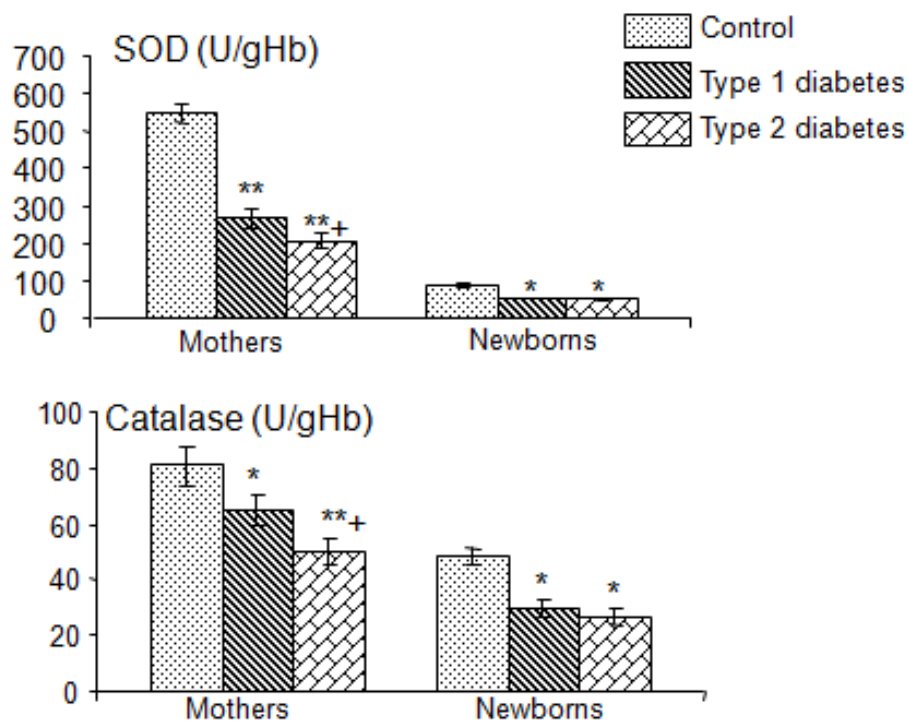 SOD (U/gHb)
Control
Type 1 diabetes
Type 2 diabetes
700
600
500
400
300
200
100
0
**
**+
*
*
Mothers
Newborns
Catalase (U/gHb)
100
80
60
40
20
0
*
**+
*
*
Mothers
Newborns